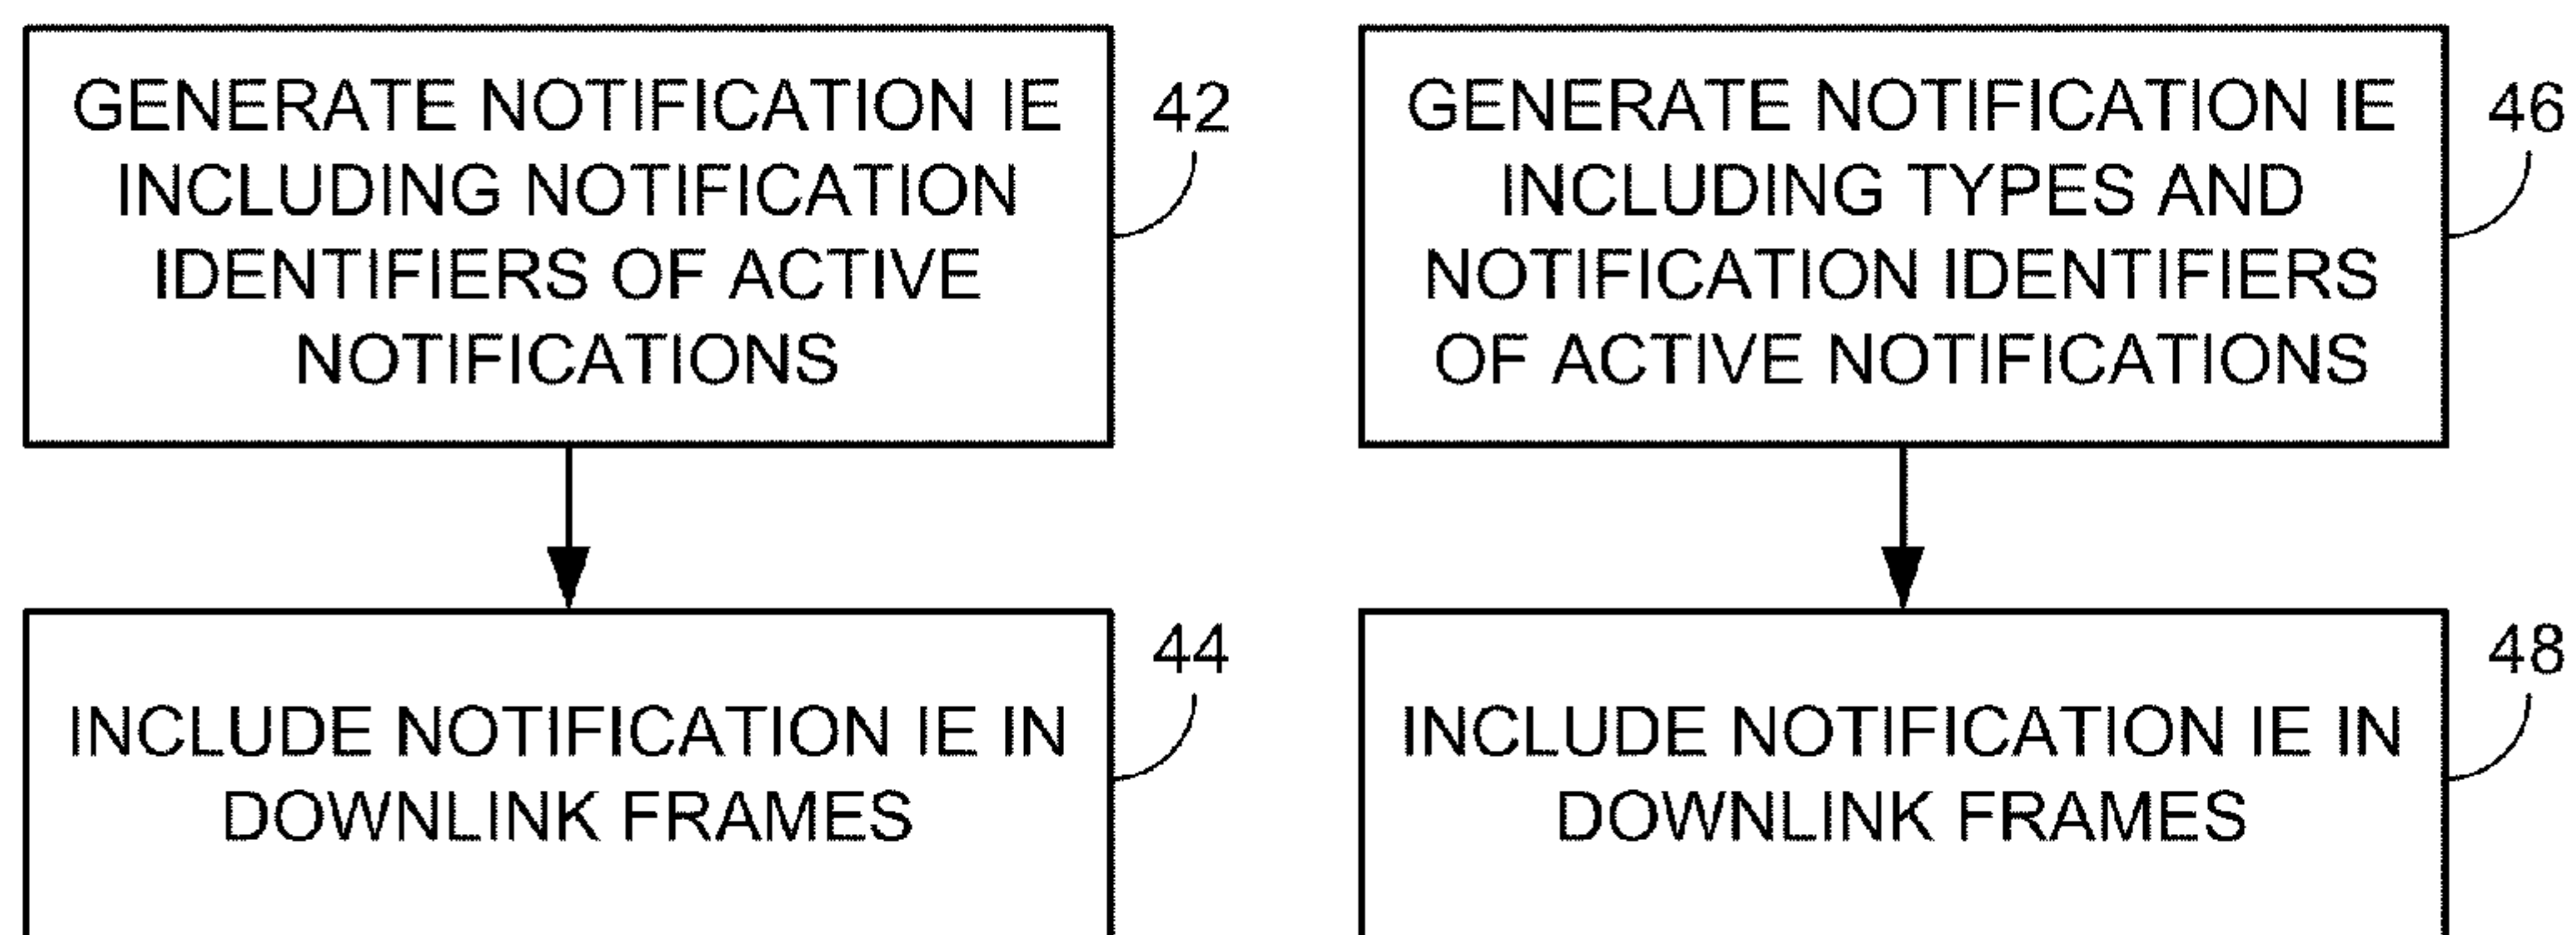 GENERATE NOTIFICATION IE
INCLUDING NOTIFICATION
IDENTIFIERS OF ACTIVE
NOTIFICATIONS
42
INCLUDE NOTIFICATION IE IN
DOWNLINK FRAMES
44
GENERATE NOTIFICATION IE
INCLUDING TYPES AND
NOTIFICATION IDENTIFIERS
OF ACTIVE NOTIFICATIONS
46
INCLUDE NOTIFICATION IE IN
DOWNLINK FRAMES
48